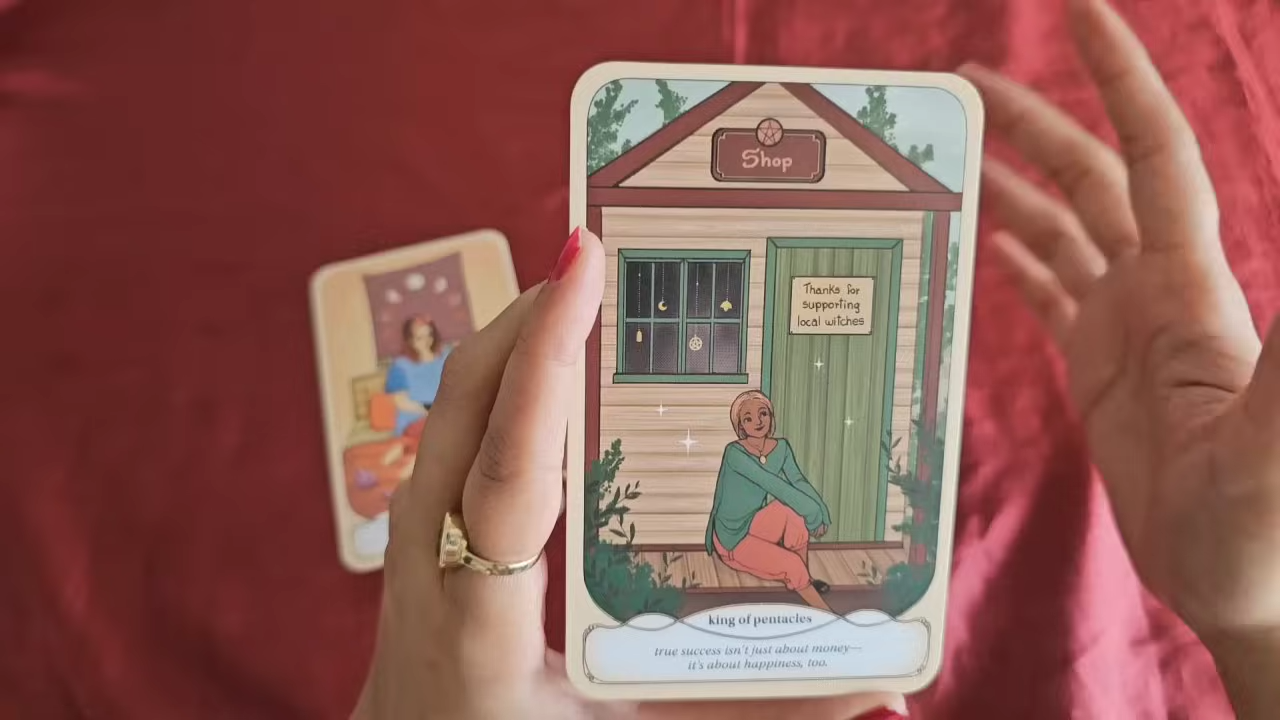 Shop
Thanks for
supporting
local witches
king of pentacles
true success isn't just about money—
it's about happiness, too.